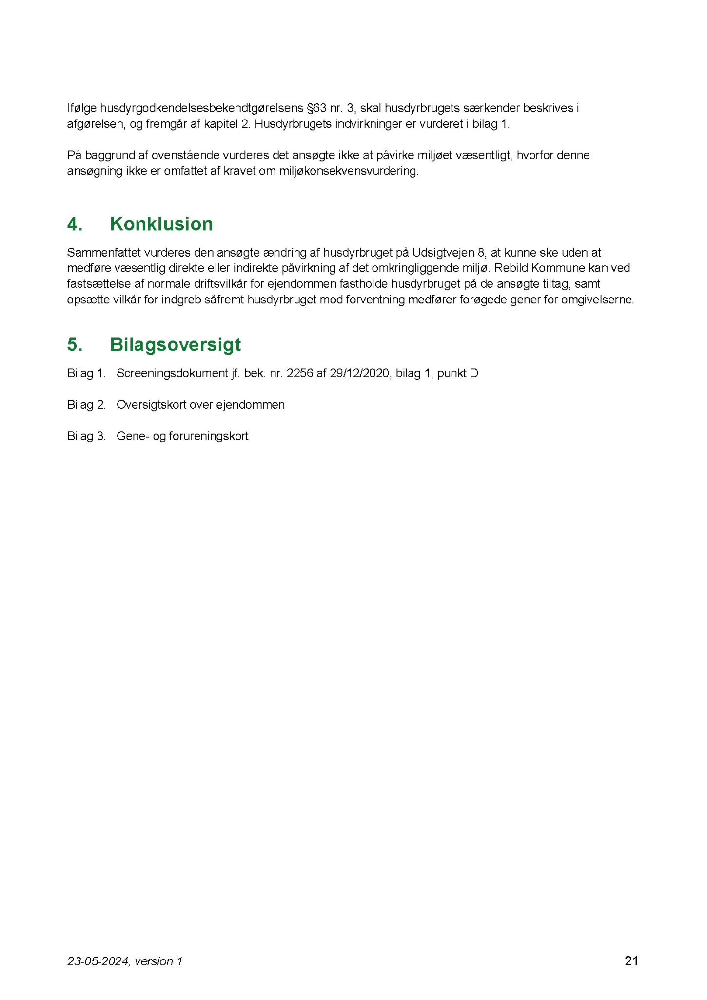 Ifølge husdyrgodkendelsesbekendtgørelsens §63 nr. 3, skal husdyrbrugets særkender beskrives i
afgørelsen, og fremgår af kapitel 2. Husdyrbrugets indvirkninger er vurderet i bilag 1.
På baggrund af ovenstående vurderes det ansøgte ikke at påvirke miljøet væsentligt, hvorfor denne
ansøgning ikke er omfattet af kravet om miljøkonsekvensvurdering.
4. Konklusion
Sammenfattet vurderes den ansøgte ændring af husdyrbruget på Udsigtvejen 8, at kunne ske uden at
medføre væsentlig direkte eller indirekte påvirkning af det omkringliggende miljø. Rebild Kommune kan ved
fastsættelse af normale driftsvilkår for ejendommen fastholde husdyrbruget på de ansøgte tiltag, samt
opsætte vilkår for indgreb såfremt husdyrbruget mod forventning medfører forøgede gener for omgivelserne.
5. Bilagsoversigt
Bilag 1. Screeningsdokument jf. bek. nr. 2256 af 29/12/2020, bilag 1, punkt D
Bilag 2. Oversigtskort over ejendommen
Bilag 3. Gene- og forureningskort
23-05-2024, version 1 21